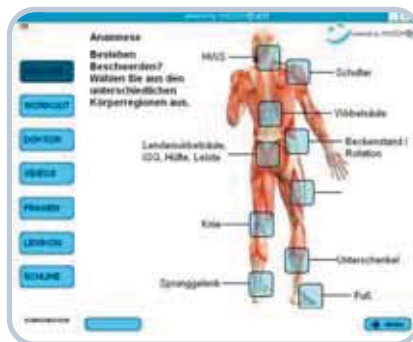 Anamnese
Bestehen
Beschwerden?
Wählen Sie aus den
unterschiedlichen
Körperregionen aus.
WORKOUT
DOKTOR
VIDEOS
FRAGEN
LEXIKON
SCHUHE
HWS
Schulter
Wirbelsäule
Lendenwirbelsäule,
ISG, Hüfte, Leiste
Beckenstand /
Rotation
Knie
Unterschenkel
Sprunggelenk
Fuß